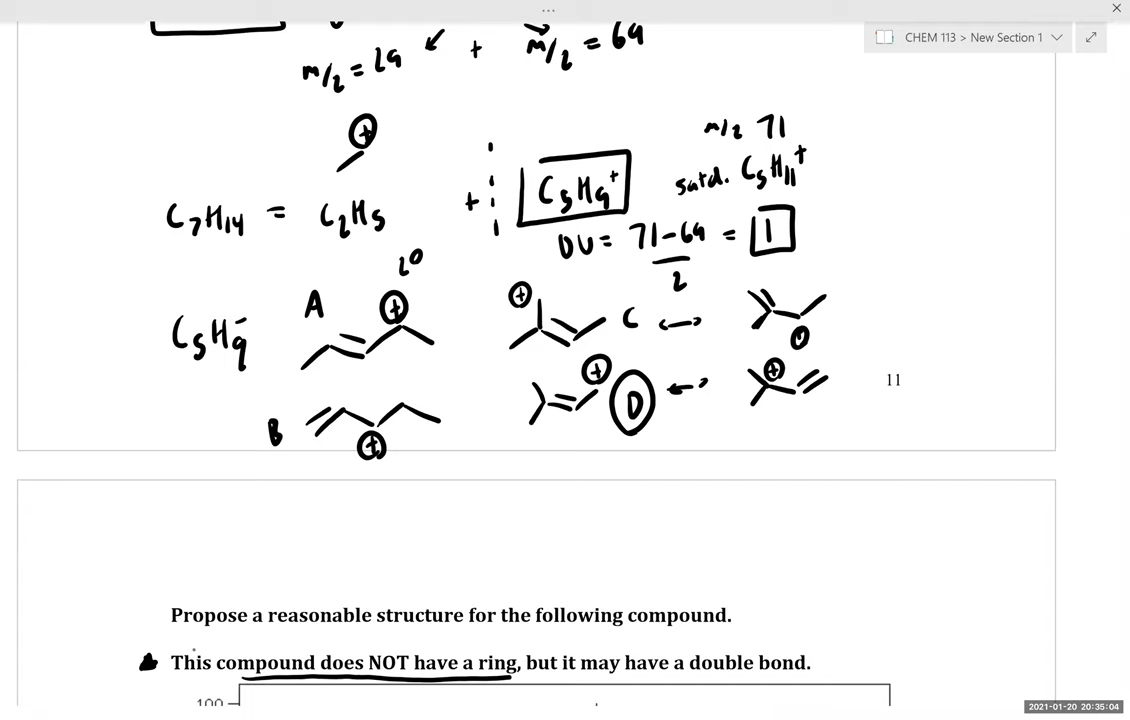 CHEM 113 > New Section 1
m/z = 29 + m/z = 69
+
m/z 71
satd. C5H11+
C7H14 = C2H5 + C5H9+
DU = 71-69 = 1
2
2°
A
+
+
C ↔
C5H9
+
D ↔
+
B
+
11
Propose a reasonable structure for the following compound.
This compound does NOT have a ring, but it may have a double bond.
100
2021-01-20 20:35:04